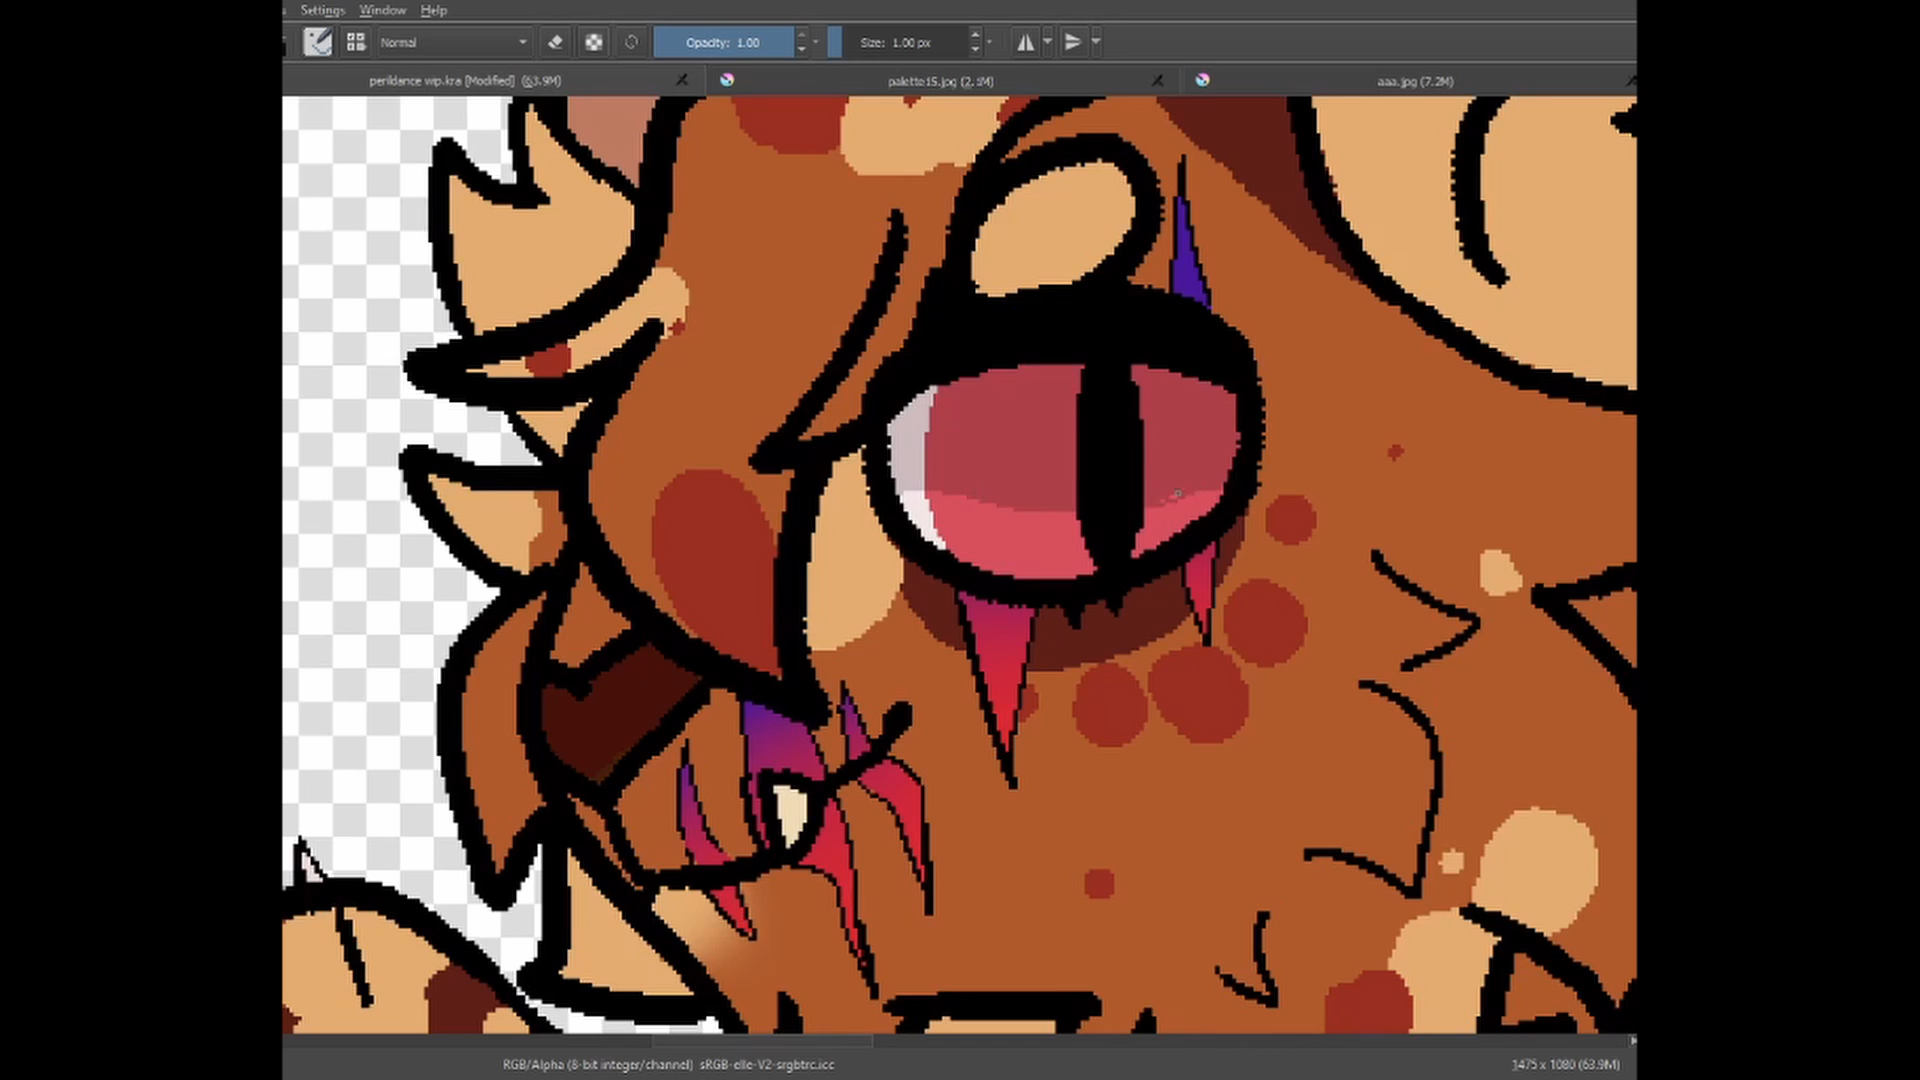 Settings Window Help
Normal Opacity: 1.00 Size: 1.00 px
perildance wip.kra [Modified] (63.9M) palette15.jpg (2.1M) aaa.jpg (7.2M)
RGB/Alpha (8-bit integer/channel) sRGB-elle-V2-srgbtrc.icc 1475 x 1080 (63.9M)